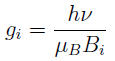 g_i = \frac{h\nu}{\mu_B B_i}